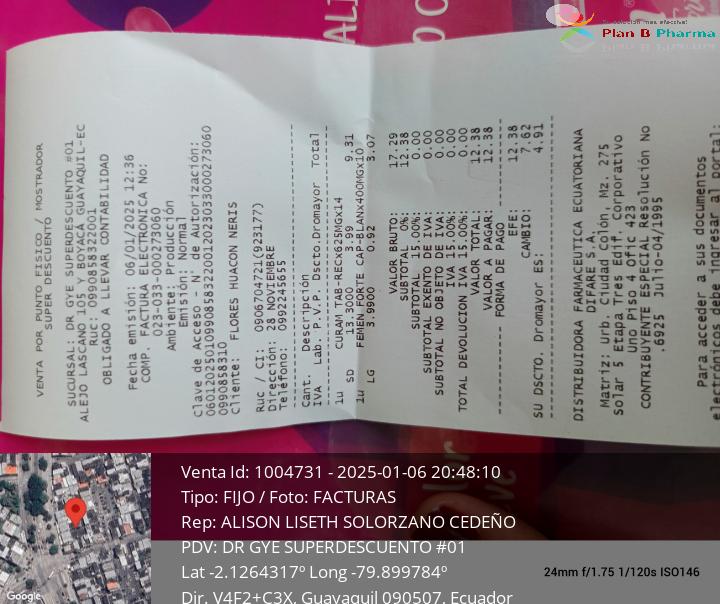 tu solución mas efectiva!
Plan B Pharma
VENTA POR PUNTO FISICO / MOSTRADOR
SUPER DESCUENTO
SUCURSAL: DR GYE SUPERDESCUENTO #01
ALEJO LASCANO 105 Y BOYACA GUAYAQUIL-EC
Ruc: 0990858322001
OBLIGADO A LLEVAR CONTABILIDAD
Fecha emisión: 06/01/2025 12:36
COMP. FACTURA ELECTRONICA No:
023-033-000273060
Ambiente: Producción
Emisión: Normal
Clave de Acceso / de Autorización:
060120250109908583220012023033000273060
0990858310
Cliente: FLORES HUACON NERIS
Ruc / CI: 0906704721(923177)
Dirección: 28 NOVIEMBRE
Teléfono: 0992245655
Cant. Descripción
IVA Lab. P.V.P. Dscto.Dromayor Total
1u CURAM TAB-RECX625MGx14
SD 13.3000 3.99 9.31
1u FEMEN FORTE CAP-BLANX400MGx10
LG 3.9900 0.92 3.07
VALOR BRUTO: 17.29
SUBTOTAL 0%: 12.38
SUBTOTAL 15.00%: 0.00
SUBTOTAL EXENTO DE IVA: 0.00
SUBTOTAL NO OBJETO DE IVA: 0.00
IVA 15.00%: 0.00
TOTAL DEVOLUCION IVA 15.00%: 0.00
VALOR TOTAL: 12.38
VALOR A PAGAR: 12.38
FORMA DE PAGO
EFE: 12.38
CAMBIO: 7.62
SU DSCTO. Dromayor ES: 4.91
DISTRIBUIDORA FARMACEUTICA ECUATORIANA
DIFARE S.A.
Matriz: Urb. Ciudad Colón, Mz. 275
Solar 5 Etapa Tres Edif. Corporativo
Uno Piso 4 Ofic. 423
CONTRIBUYENTE ESPECIAL Resolución No
.6925 Julio-04/1995
Para acceder a sus documentos
electrónicos debe ingresar al portal:
Venta Id: 1004731 - 2025-01-06 20:48:10
Tipo: FIJO / Foto: FACTURAS
Rep: ALISON LISETH SOLORZANO CEDEÑO
PDV: DR GYE SUPERDESCUENTO #01
Lat -2.1264317º Long -79.899784º
Dir. V4F2+C3X, Guayaquil 090507, Ecuador
24mm f/1.75 1/120s ISO146
Google